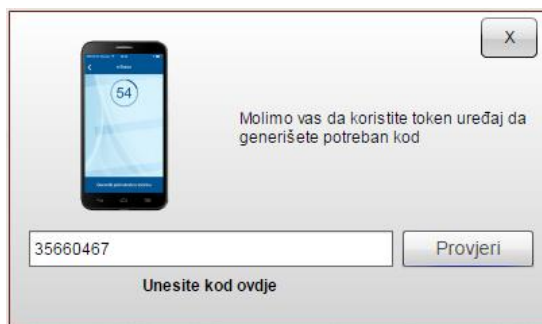 X
54
Molimo vas da koristite token uređaj da
generišete potreban kod
35660467
Provjeri
Unesite kod ovdje